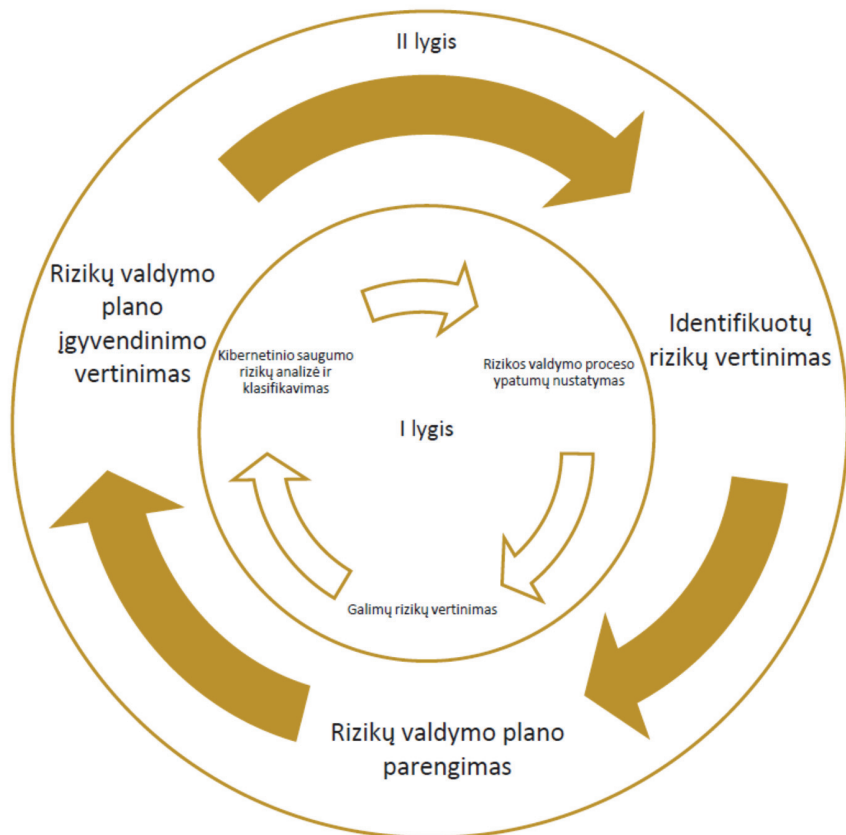 II lygis
Rizikų valdymo
plano
įgyvendinimo
vertinimas
Identifikuotų
rizikų vertinimas
Kibernetinio saugumo
rizikų analizė ir
klasifikavimas
Rizikos valdymo proceso
ypatumų nustatymas
I lygis
Galimų rizikų vertinimas
Rizikų valdymo plano
parengimas